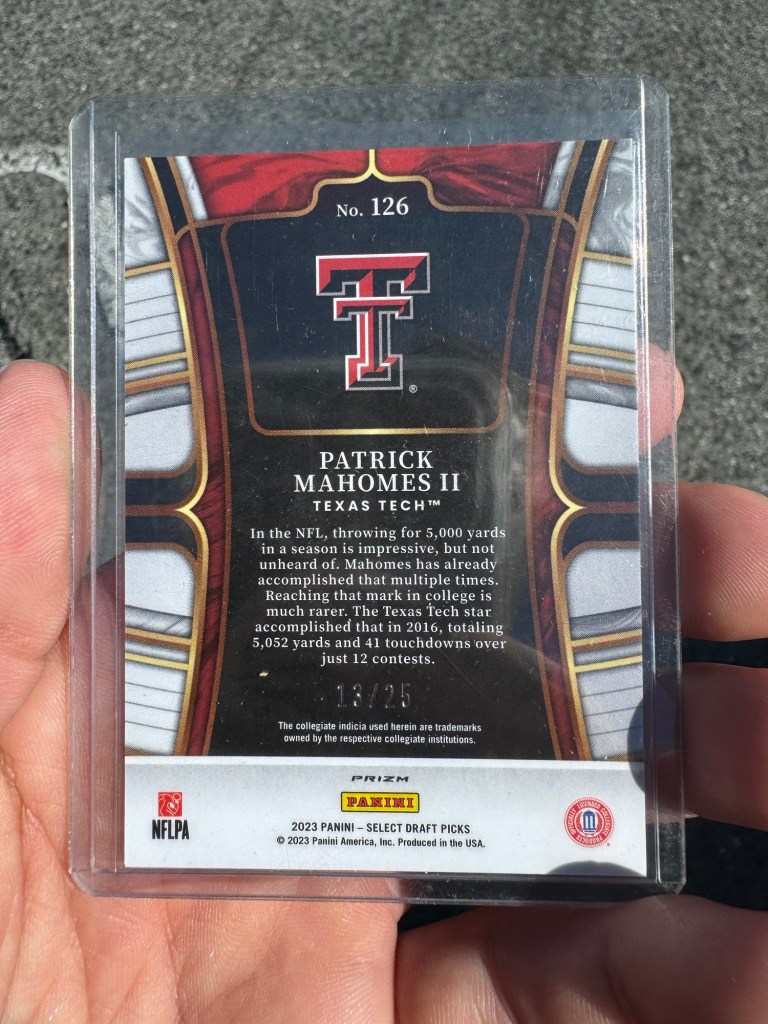 No. 126
®
PATRICK
MAHOMES II
TEXAS TECH™
In the NFL, throwing for 5,000 yards
in a season is impressive, but not
unheard of. Mahomes has already
accomplished that multiple times.
Reaching that mark in college is
much rarer. The Texas Tech star
accomplished that in 2016, totaling
5,052 yards and 41 touchdowns over
just 12 contests.
13/25
The collegiate indicia used herein are trademarks
owned by the respective collegiate institutions.
PRIZM
PANINI
NFLPA
2023 PANINI – SELECT DRAFT PICKS
© 2023 Panini America, Inc. Produced in the USA.
OFFICIALLY LICENSED COLLEGIATE PRODUCTS